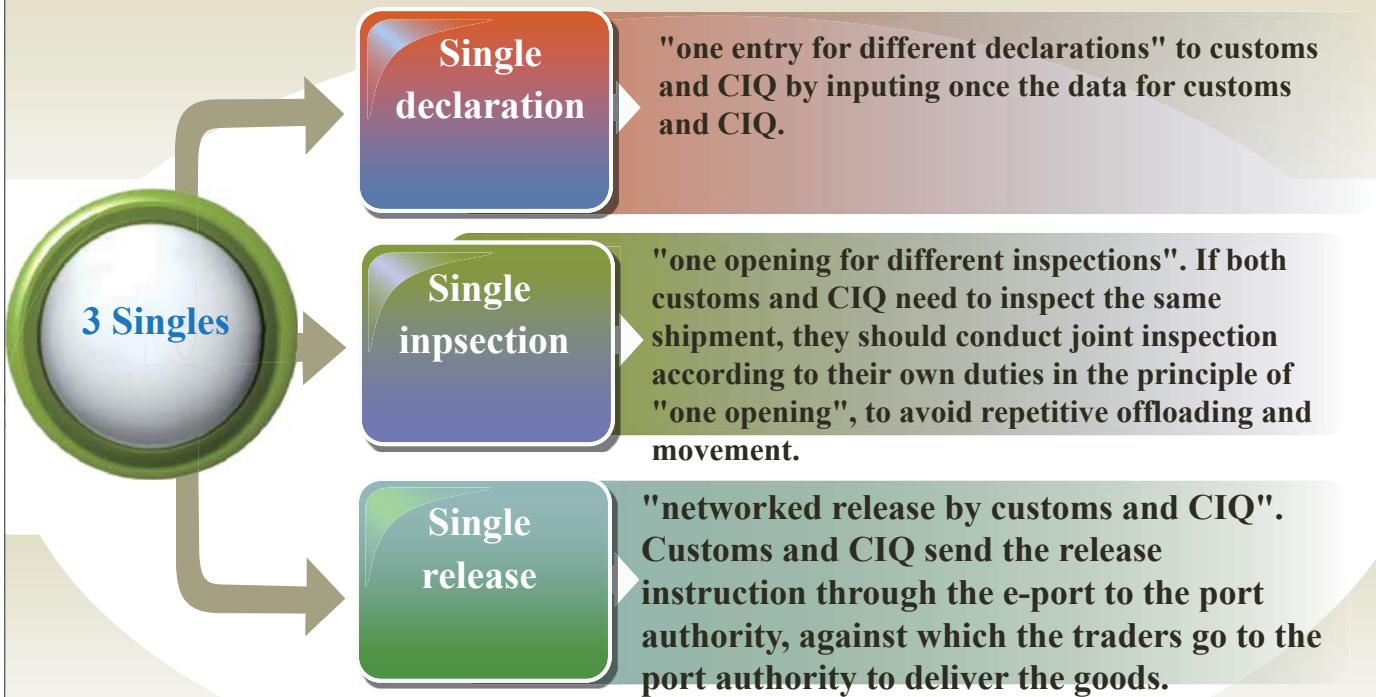 3 Singles
Single
declaration
"one entry for different declarations" to customs
and CIQ by inputing once the data for customs
and CIQ.
Single
inpsection
"one opening for different inspections". If both
customs and CIQ need to inspect the same
shipment, they should conduct joint inspection
according to their own duties in the principle of
"one opening", to avoid repetitive offloading and
movement.
Single
release
"networked release by customs and CIQ".
Customs and CIQ send the release
instruction through the e-port to the port
authority, against which the traders go to the
port authority to deliver the goods.